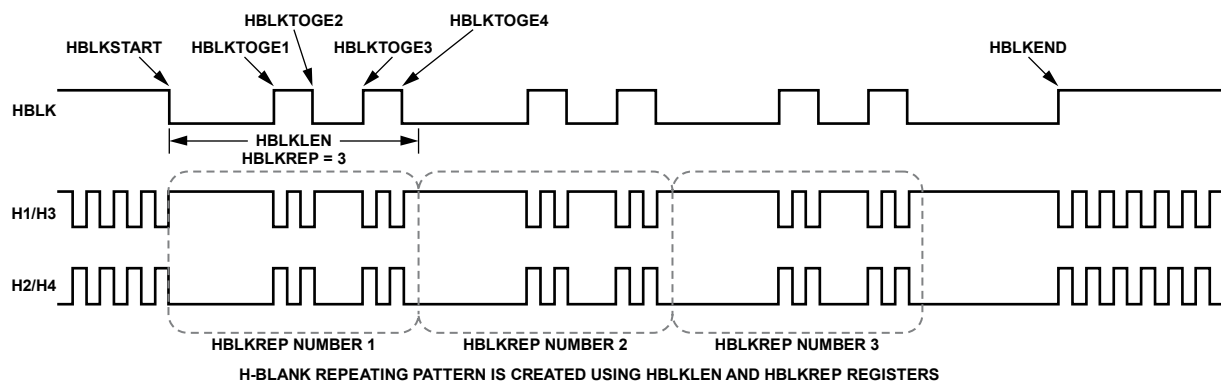 HBLKTOGE2
HBLKTOGE4
HBLKSTART
HBLKTOGE1
HBLKTOGE3
HBLKEND
HBLK
HBLKLEN
HBLKREP = 3
H1/H3
H2/H4
HBLKREP NUMBER 1
HBLKREP NUMBER 2
HBLKREP NUMBER 3
H-BLANK REPEATING PATTERN IS CREATED USING HBLKLEN AND HBLKREP REGISTERS